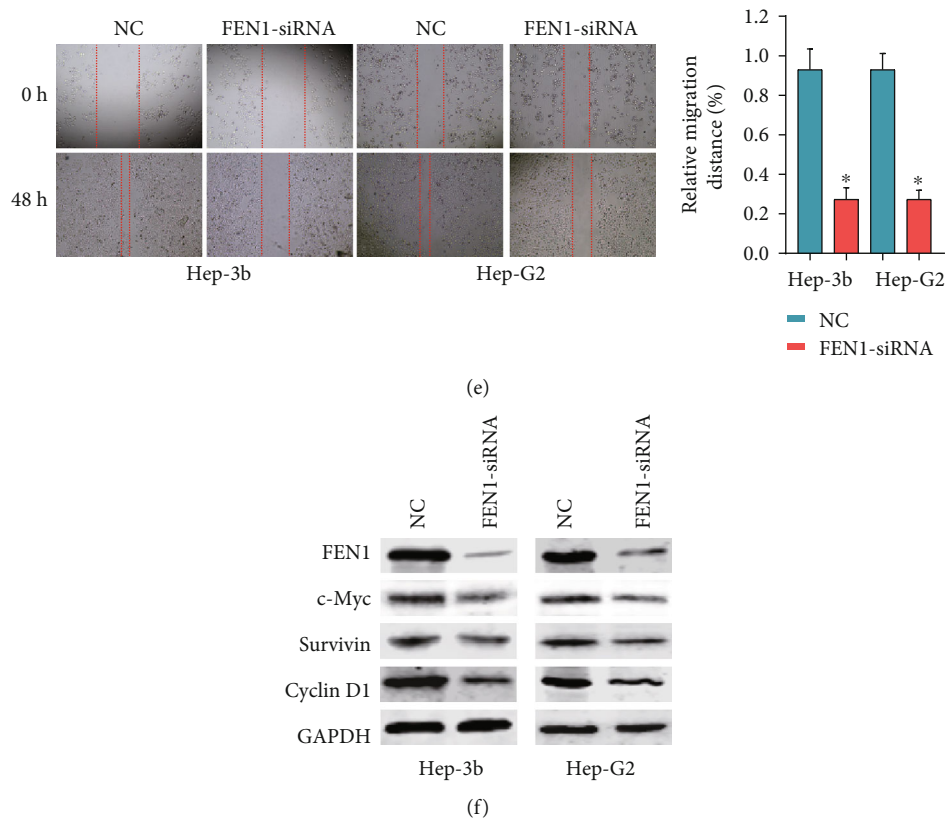 NC FEN1-siRNA NC FEN1-siRNA
0 h
48 h
Hep-3b Hep-G2
Relative migration
distance (%)
1.2
1.0
0.8
0.6
0.4
0.2
0.0
* *
Hep-3b Hep-G2
NC
FEN1-siRNA
(e)
NC FEN1-siRNA NC FEN1-siRNA
FEN1
c-Myc
Survivin
Cyclin D1
GAPDH
Hep-3b Hep-G2
(f)